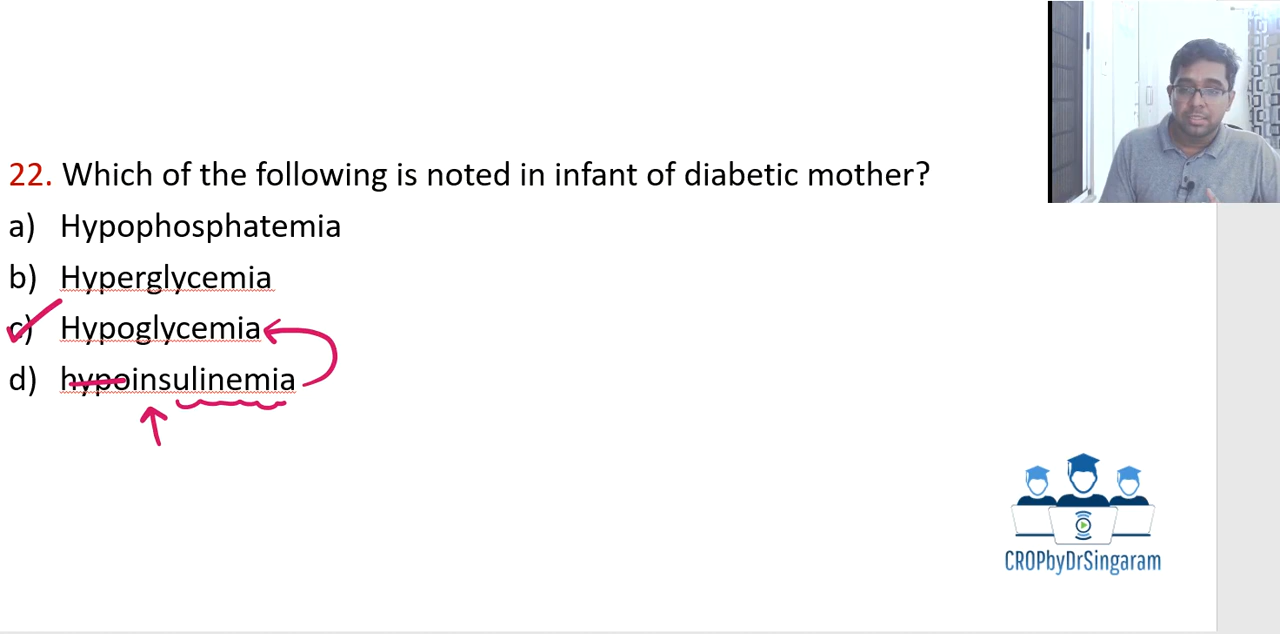 22. Which of the following is noted in infant of diabetic mother?
a) Hypophosphatemia
b) Hyperglycemia
c) Hypoglycemia
d) hypoinsulinemia
CROPbyDrSingaram